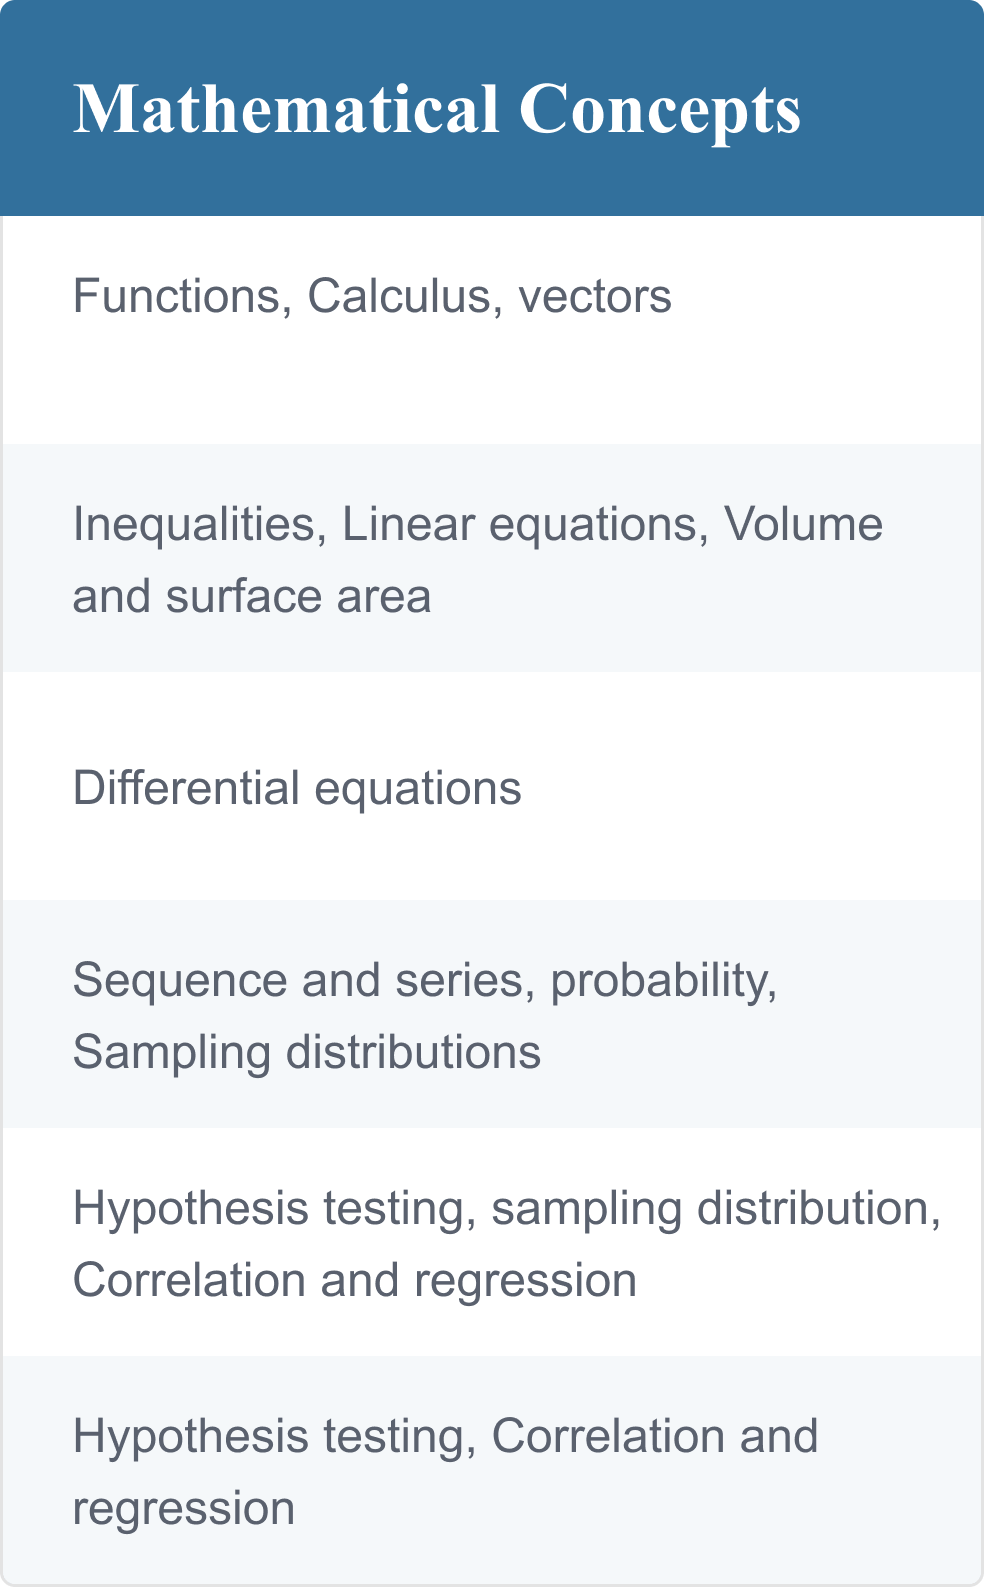 Mathematical Concepts
Functions, Calculus, vectors
Inequalities, Linear equations, Volume
and surface area
Differential equations
Sequence and series, probability,
Sampling distributions
Hypothesis testing, sampling distribution,
Correlation and regression
Hypothesis testing, Correlation and
regression